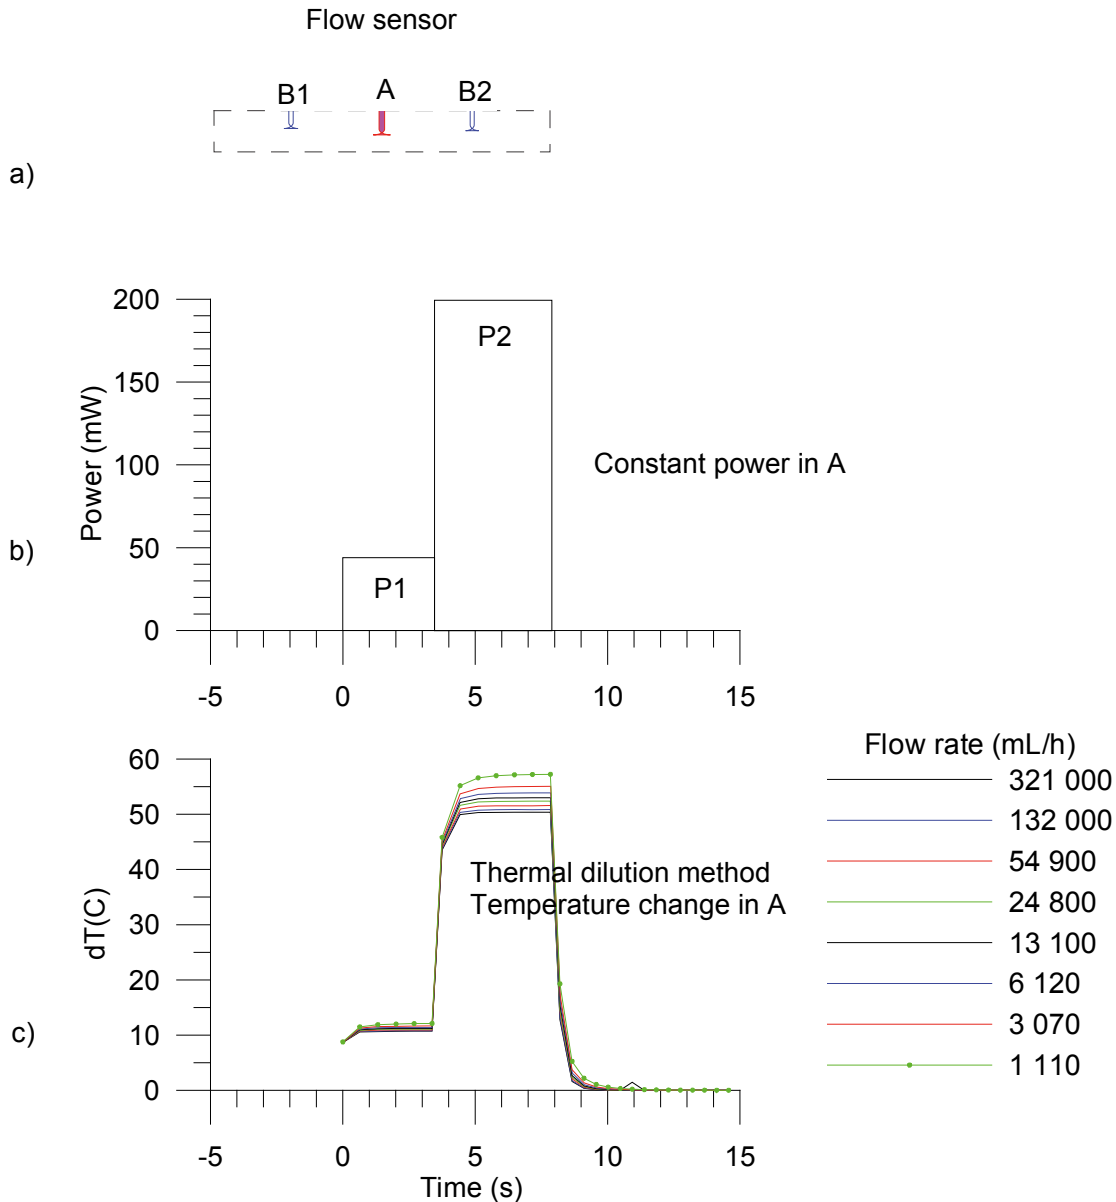 Flow sensor
B1
A
B2
a)
200
150
100
50
0
Power (mW)
P2
P1
Constant power in A
b)
-5
0
5
10
15
60
50
40
30
20
10
0
dT(C)
Thermal dilution method
Temperature change in A
c)
-5
0
5
10
15
Time (s)
Flow rate (mL/h)
321 000
132 000
54 900
24 800
13 100
6 120
3 070
1 110